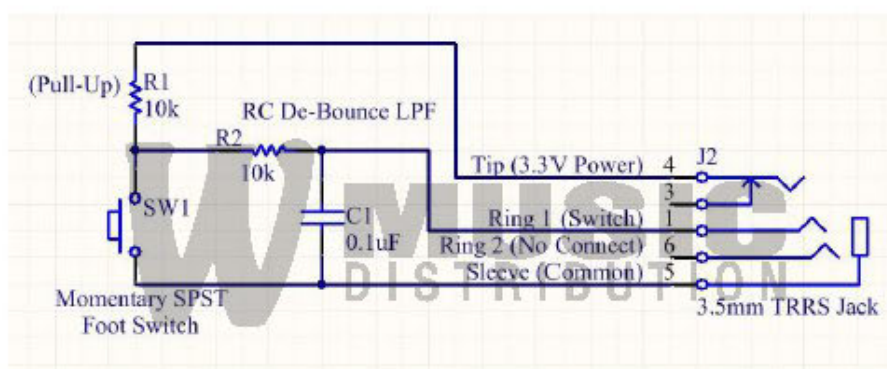 (Pull-Up)
R1
10k
RC De-Bounce LPF
R2
10k
SW1
C1
0.1uF
Momentary SPST
Foot Switch
J2
Tip (3.3V Power) 4
3
Ring 1 (Switch) 1
Ring 2 (No Connect) 6
Sleeve (Common) 5
3.5mm TRRS Jack
W MUSIC
DISTRIBUTION